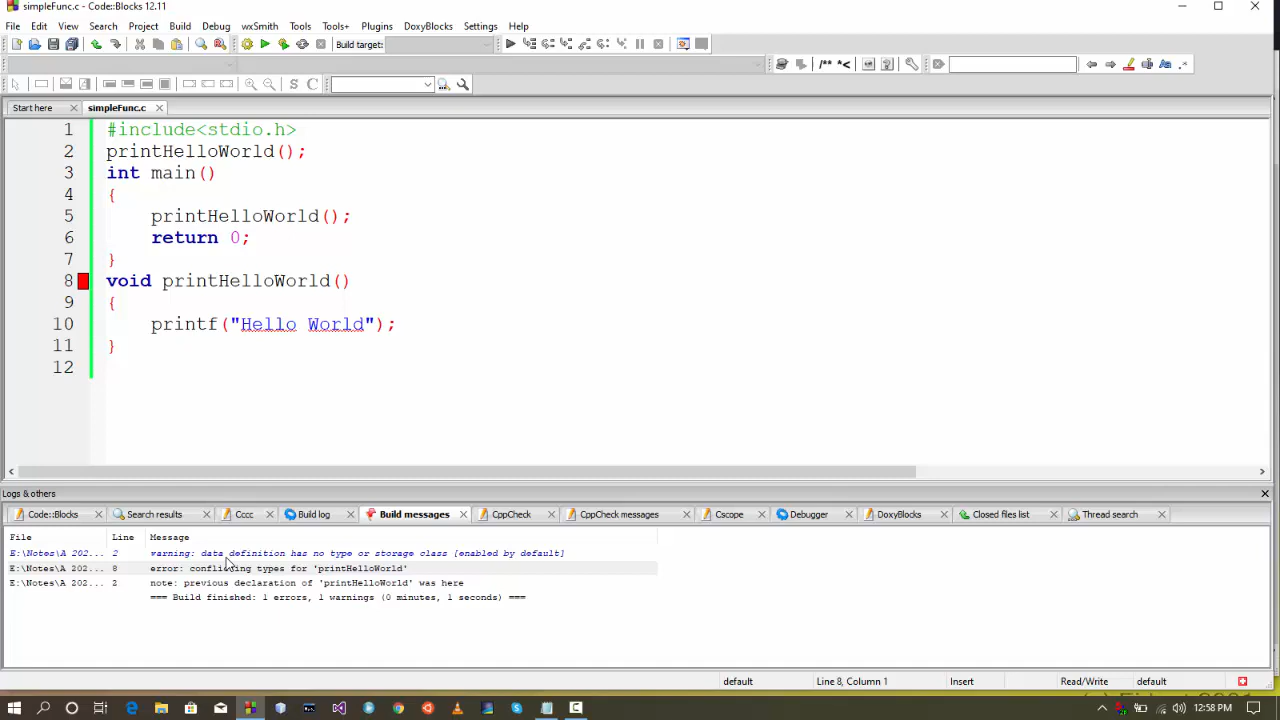 simpleFunc.c - Code::Blocks 12.11
File Edit View Search Project Build Debug wxSmith Tools Tools+ Plugins DoxyBlocks Settings Help
Build target:
/** *<
Start here simpleFunc.c
1 #include<stdio.h>
2 printHelloWorld();
3 int main()
4 {
5 printHelloWorld();
6 return 0;
7 }
8 void printHelloWorld()
9 {
10 printf("Hello World");
11 }
12
Logs & others
Code::Blocks Search results Cccc Build log Build messages CppCheck CppCheck messages Cscope Debugger DoxyBlocks Closed files list Thread search
File Line Message
E:\Notes\A 202... 2 warning: data definition has no type or storage class [enabled by default]
E:\Notes\A 202... 8 error: conflicting types for 'printHelloWorld'
E:\Notes\A 202... 2 note: previous declaration of 'printHelloWorld' was here
=== Build finished: 1 errors, 1 warnings (0 minutes, 1 seconds) ===
default Line 8, Column 1 Insert Read/Write default
12:58 PM